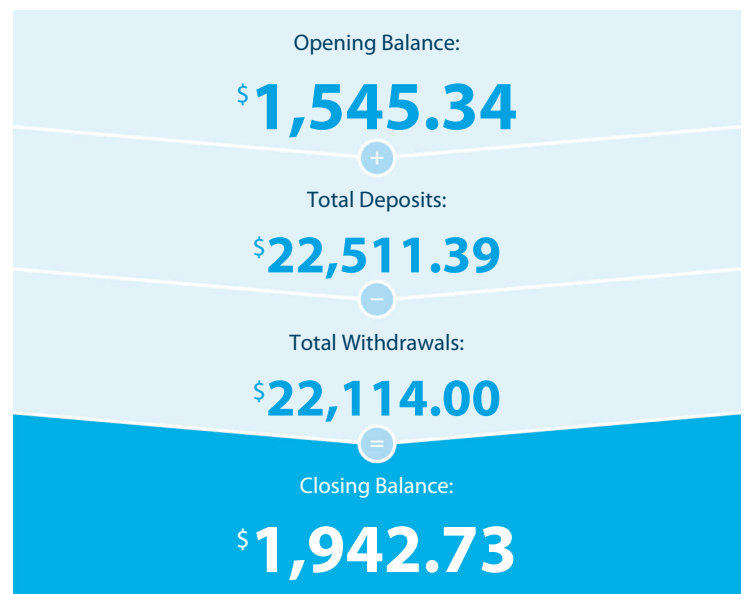 Opening Balance:
$1,545.34
+
Total Deposits:
$22,511.39
−
Total Withdrawals:
$22,114.00
=
Closing Balance:
$1,942.73